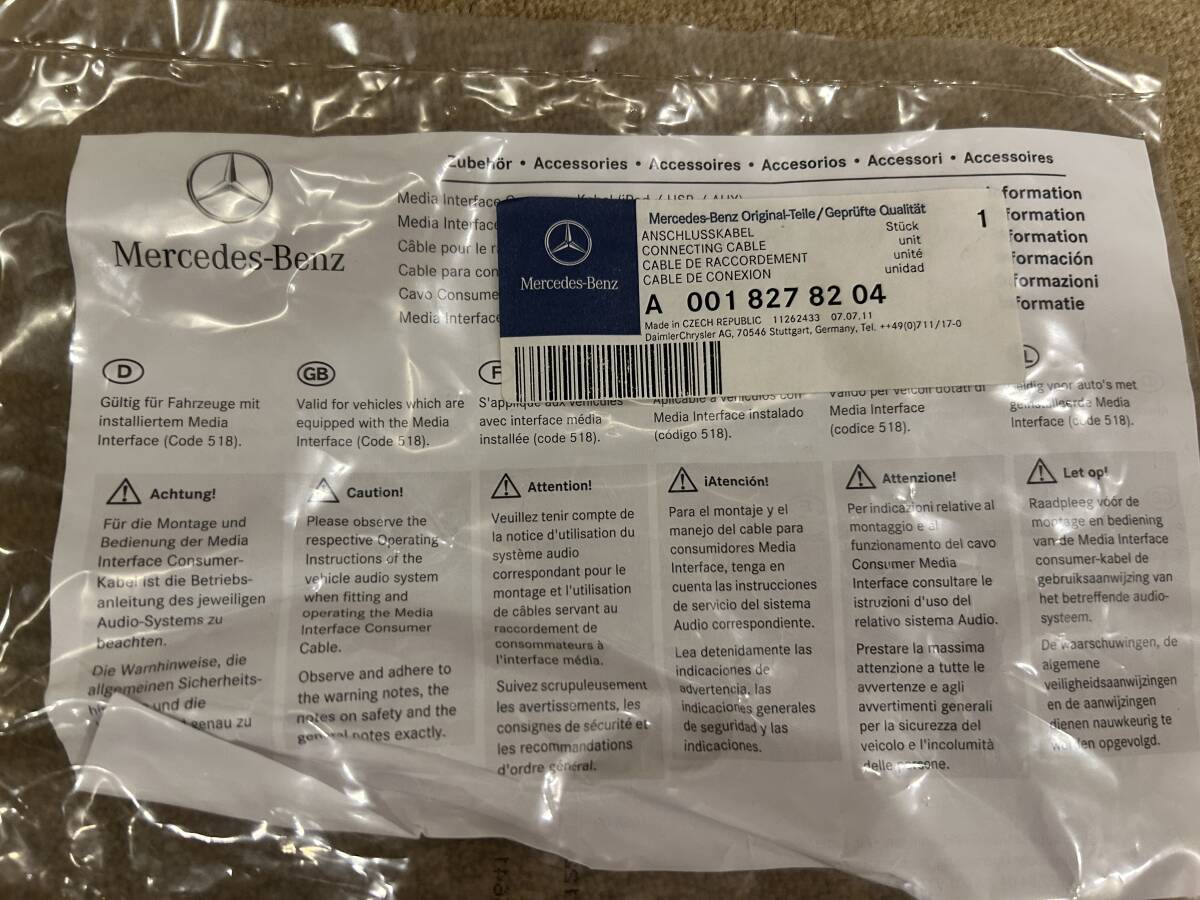 Zubehör • Accessories • Accessoires • Accesorios • Accessori • Accessoires
Mercedes-Benz
Media Interface
Media Interface
Câble pour le
Cable para con
Cavo Consume
Media Interface
formation
formation
formation
formación
formazioni
formatie
Mercedes-Benz
Mercedes-Benz Original-Teile/Geprüfte Qualität
1
ANSCHLUSSKABEL Stück
CONNECTING CABLE unit
CABLE DE RACCORDEMENT unité
CABLE DE CONEXION unidad
A 001 827 82 04
Made in CZECH REPUBLIC 11262433 07.07.11
DaimlerChrysler AG, 70546 Stuttgart, Germany, Tel. ++49(0)711/17-0
D
Gültig für Fahrzeuge mit
installiertem Media
Interface (Code 518).
GB
Valid for vehicles which are
equipped with the Media
Interface (Code 518).
F
S'applique aux véhicules
avec interface média
installée (code 518).
Aplicable a vehículos con
Media Interface instalado
(código 518).
Valido per veicoli dotati di
Media Interface
(codice 518).
Geldig voor auto's met
geïnstalleerde Media
Interface (code 518).
Achtung!
Für die Montage und
Bedienung der Media
Interface Consumer-
Kabel ist die Betriebs-
anleitung des jeweiligen
Audio-Systems zu
beachten.
Die Warnhinweise, die
allgemeinen Sicherheits-
und die
genau zu
Caution!
Please observe the
respective Operating
Instructions of the
vehicle audio system
when fitting and
operating the Media
Interface Consumer
Cable.
Observe and adhere to
the warning notes, the
notes on safety and the
general notes exactly.
Attention!
Veuillez tenir compte de
la notice d'utilisation du
système audio
correspondant pour le
montage et l'utilisation
de câbles servant au
raccordement de
consommateurs à
l'interface média.
Suivez scrupuleusement
les avertissements, les
consignes de sécurité et
les recommandations
d'ordre général.
¡Atención!
Para el montaje y el
manejo del cable para
consumidores Media
Interface, tenga en
cuenta las instrucciones
de servicio del sistema
Audio correspondiente.
Lea detenidamente las
indicaciones de
advertencia, las
indicaciones generales
de seguridad y las
indicaciones.
Attenzione!
Per indicazioni relative al
montaggio e al
funzionamento del cavo
Consumer Media
Interface consultare le
istruzioni d'uso del
relativo sistema Audio.
Prestare la massima
attenzione a tutte le
avvertenze e agli
avvertimenti generali
per la sicurezza del
veicolo e l'incolumità
delle persone.
Let op!
Raadpleeg vóór de
montage en bediening
van de Media Interface
consumer-kabel de
gebruiksaanwijzing van
het betreffende audio-
systeem.
De waarschuwingen, de
algemene
veiligheidsaanwijzingen
en de aanwijzingen
dienen nauwkeurig te
worden opgevolgd.